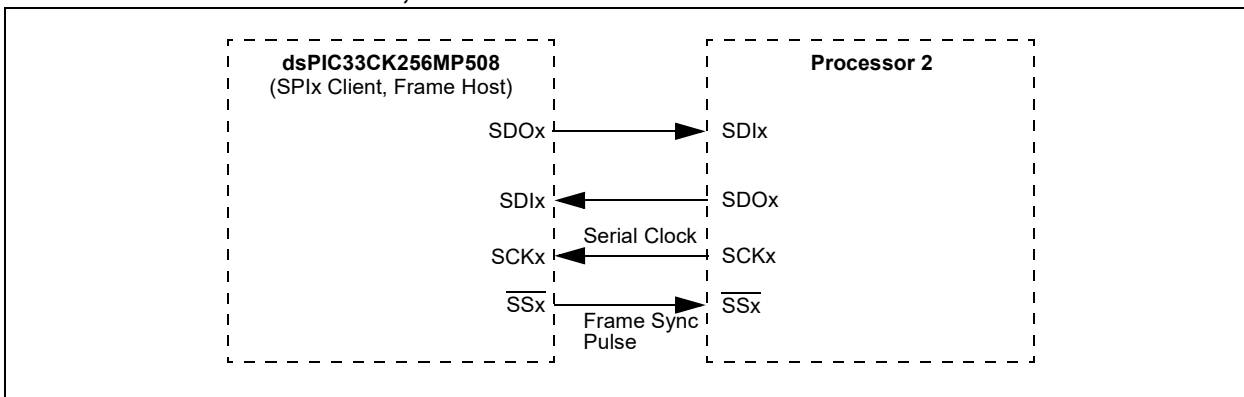 dsPIC33CK256MP508
(SPIx Client, Frame Host)
Processor 2
SDOx
SDIx
SDIx
SDOx
Serial Clock
SCKx
SCKx
SSx
SSx
Frame Sync
Pulse